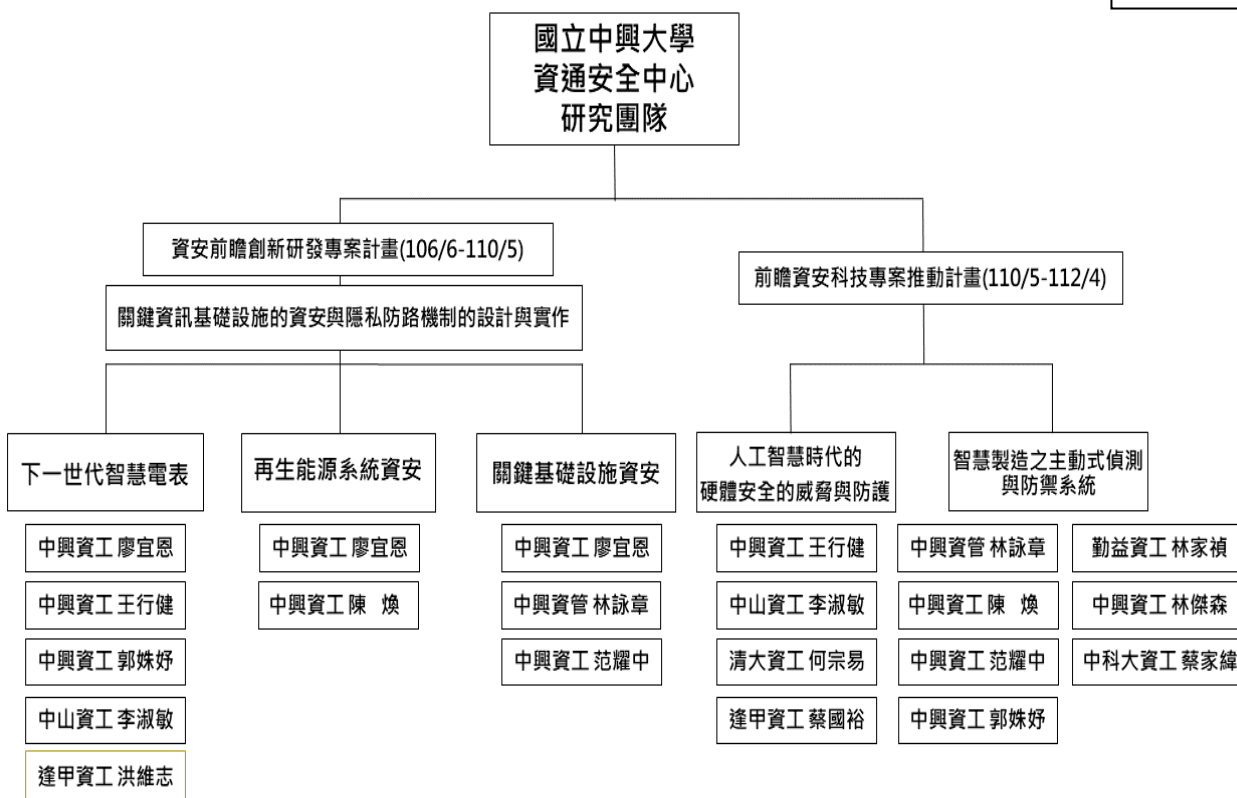 國立中興大學
資通安全中心
研究團隊
資安前瞻創新研發專案計畫(106/6-110/5)
前瞻資安科技專案推動計畫(110/5-112/4)
關鍵資訊基礎設施的資安與隱私防路機制的設計與實作
下一世代智慧電表
再生能源系統資安
關鍵基礎設施資安
人工智慧時代的
硬體安全的威脅與防護
智慧製造之主動式偵測
與防禦系統
中興資工 廖宜恩
中興資工 王行健
中興資工 郭姝妤
中山資工 李淑敏
逢甲資工 洪維志
中興資工 廖宜恩
中興資工 陳 煥
中興資工 廖宜恩
中興資管 林詠章
中興資工 范耀中
中興資工 王行健
中山資工 李淑敏
清大資工 何宗易
逢甲資工 蔡國裕
中興資管 林詠章
中興資工 陳 煥
中興資工 范耀中
中興資工 郭姝妤
勤益資工 林家禎
中興資工 林傑森
中科大資工 蔡家緯